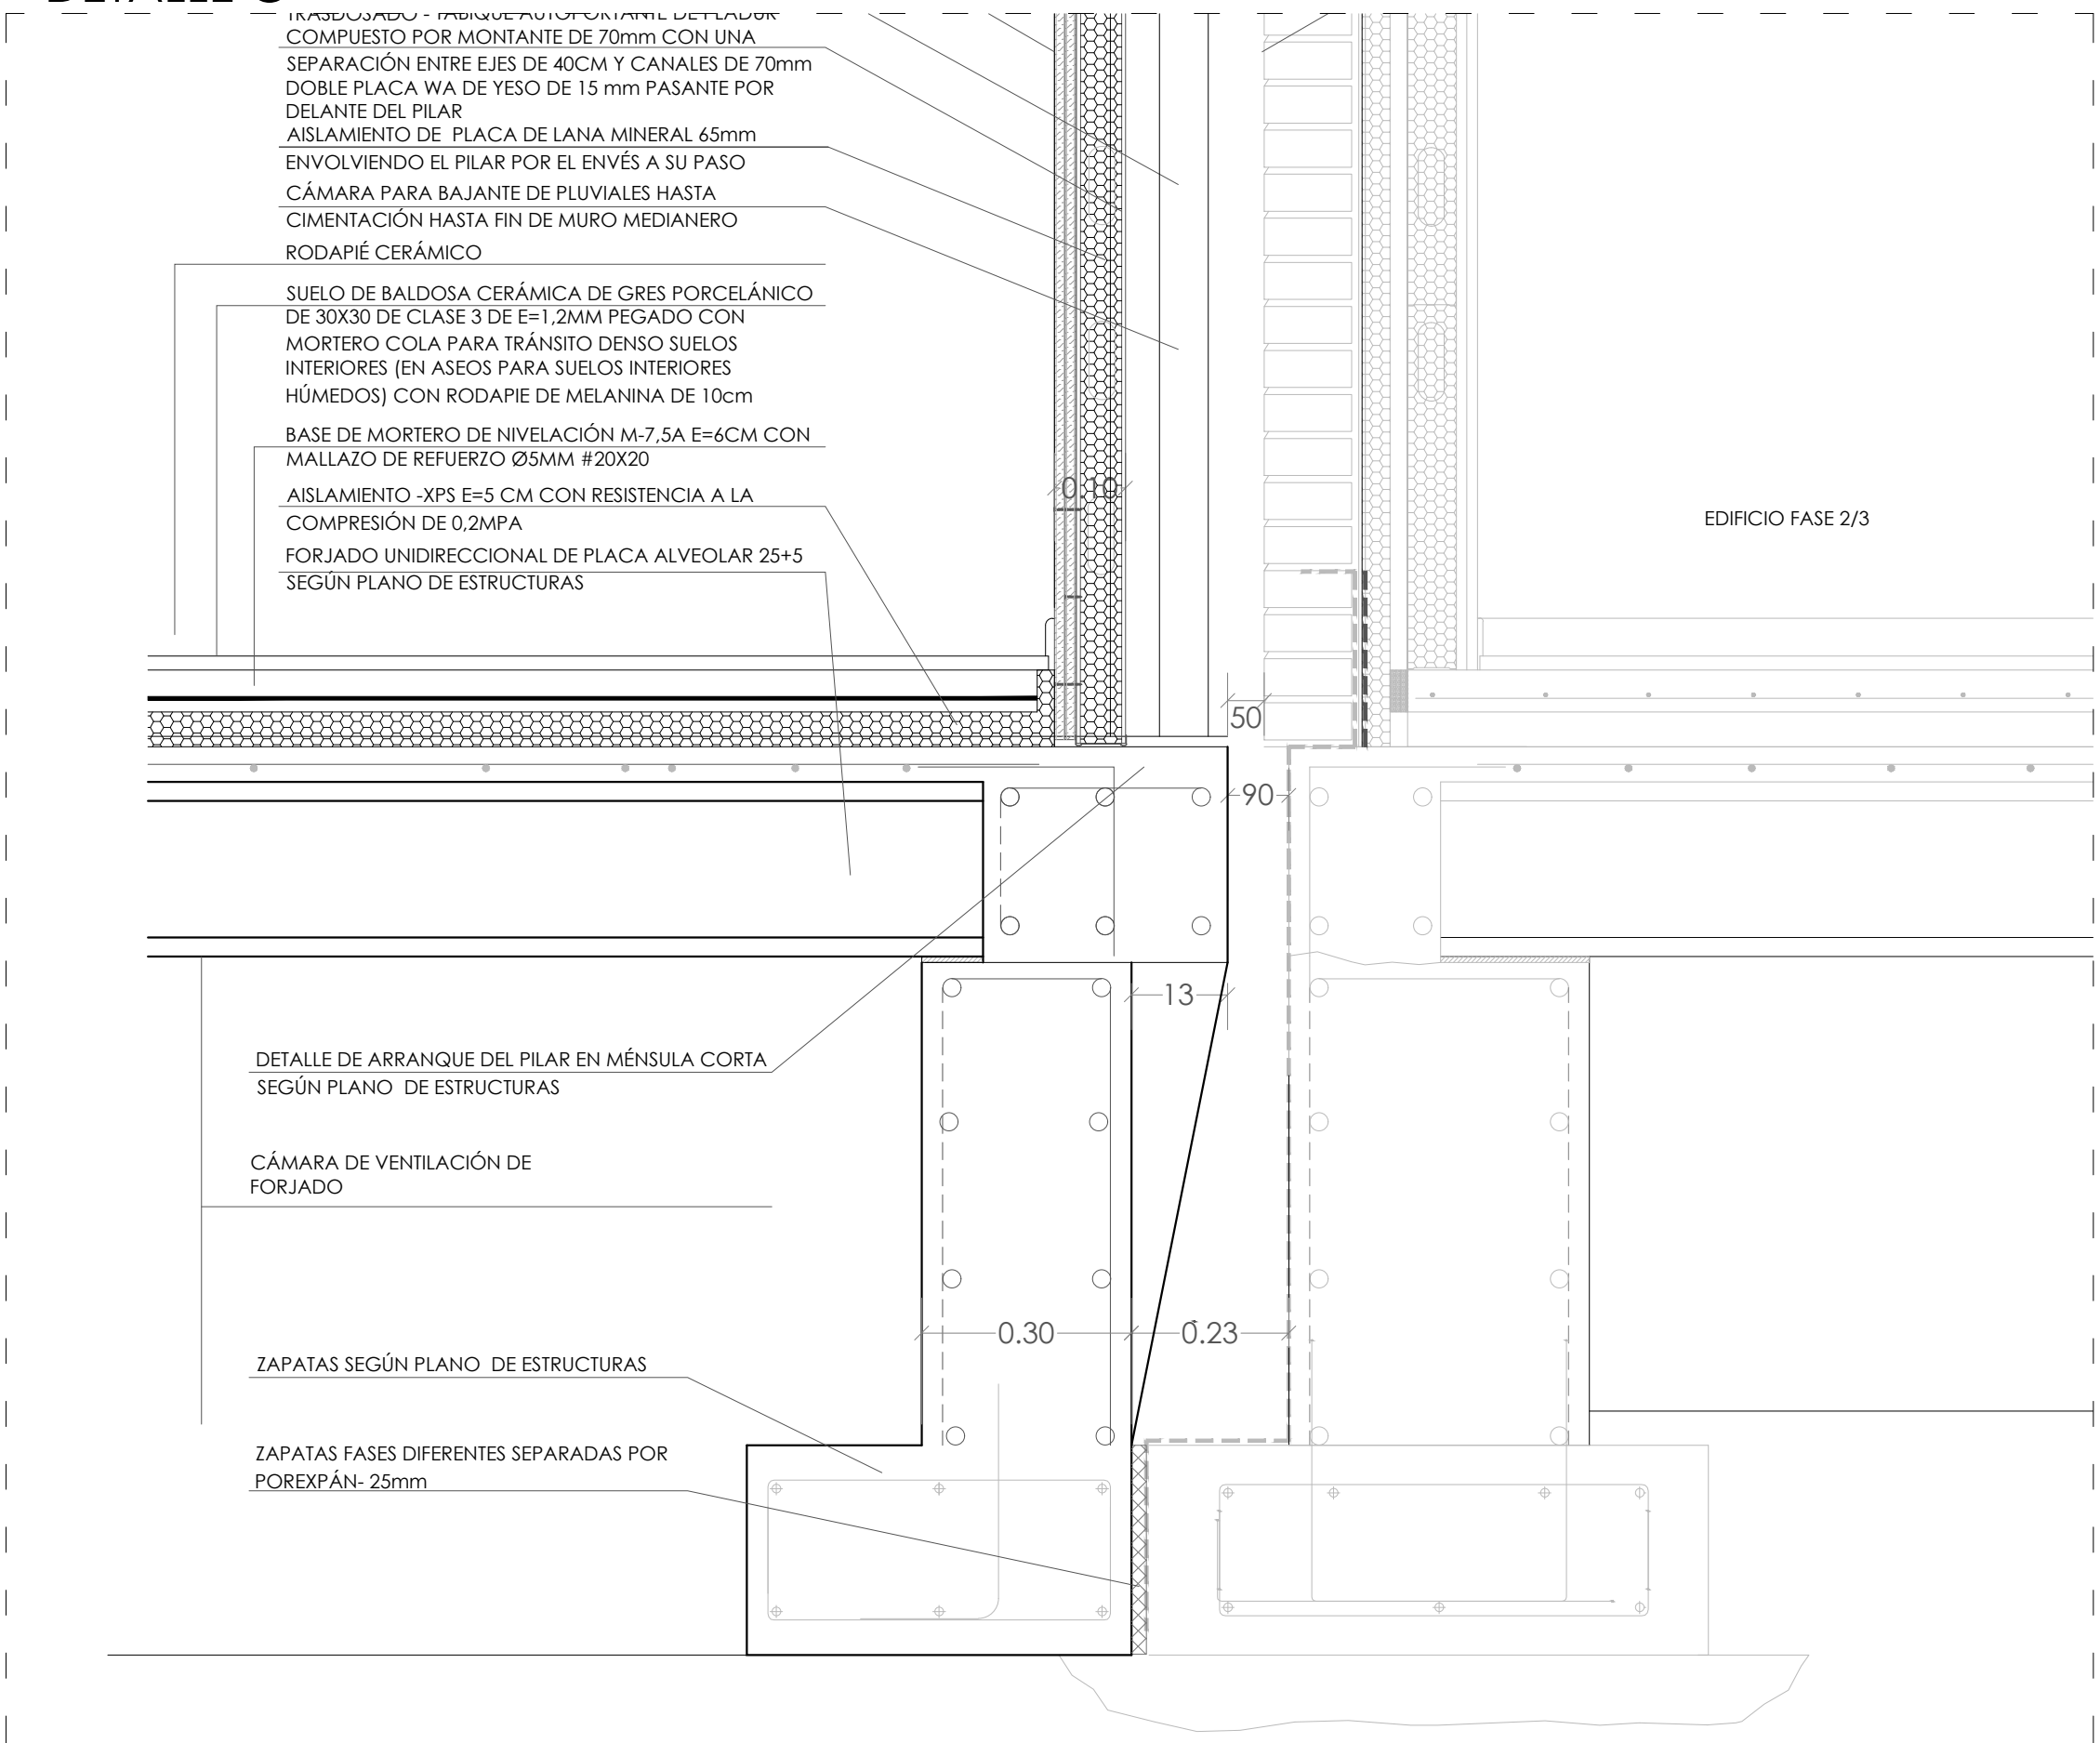 TRASDOSADO - TABIQUE AUTOPORTANTE DE PLADUR
COMPUESTO POR MONTANTE DE 70mm CON UNA
SEPARACIÓN ENTRE EJES DE 40CM Y CANALES DE 70mm
DOBLE PLACA WA DE YESO DE 15 mm PASANTE POR
DELANTE DEL PILAR
AISLAMIENTO DE PLACA DE LANA MINERAL 65mm
ENVOLVIENDO EL PILAR POR EL ENVÉS A SU PASO
CÁMARA PARA BAJANTE DE PLUVIALES HASTA
CIMENTACIÓN HASTA FIN DE MURO MEDIANERO
RODAPIÉ CERÁMICO
SUELO DE BALDOSA CERÁMICA DE GRES PORCELÁNICO
DE 30X30 DE CLASE 3 DE E=1,2MM PEGADO CON
MORTERO COLA PARA TRÁNSITO DENSO SUELOS
INTERIORES (EN ASEOS PARA SUELOS INTERIORES
HÚMEDOS) CON RODAPIE DE MELANINA DE 10cm
BASE DE MORTERO DE NIVELACIÓN M-7,5A E=6CM CON
MALLAZO DE REFUERZO Ø5MM #20X20
AISLAMIENTO -XPS E=5 CM CON RESISTENCIA A LA
COMPRESIÓN DE 0,2MPA
FORJADO UNIDIRECCIONAL DE PLACA ALVEOLAR 25+5
SEGÚN PLANO DE ESTRUCTURAS
0.10
EDIFICIO FASE 2/3
50
90
13
DETALLE DE ARRANQUE DEL PILAR EN MÉNSULA CORTA
SEGÚN PLANO DE ESTRUCTURAS
CÁMARA DE VENTILACIÓN DE
FORJADO
0.30
0.23
ZAPATAS SEGÚN PLANO DE ESTRUCTURAS
ZAPATAS FASES DIFERENTES SEPARADAS POR
POREXPÁN- 25mm